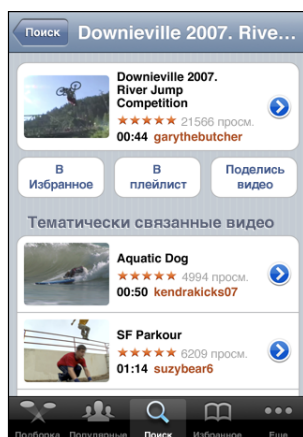 Поиск
Downieville 2007. Rive...
Downieville 2007.
River Jump
Competition
21566 просм.
00:44 garythebutcher
В
Избранное
В
плейлист
Поделись
видео
Тематически связанные видео
Aquatic Dog
4994 просм.
00:50 kendrakicks07
SF Parkour
6209 просм.
01:14 suzybear6
Подборка Популярные Поиск Избранное Еще